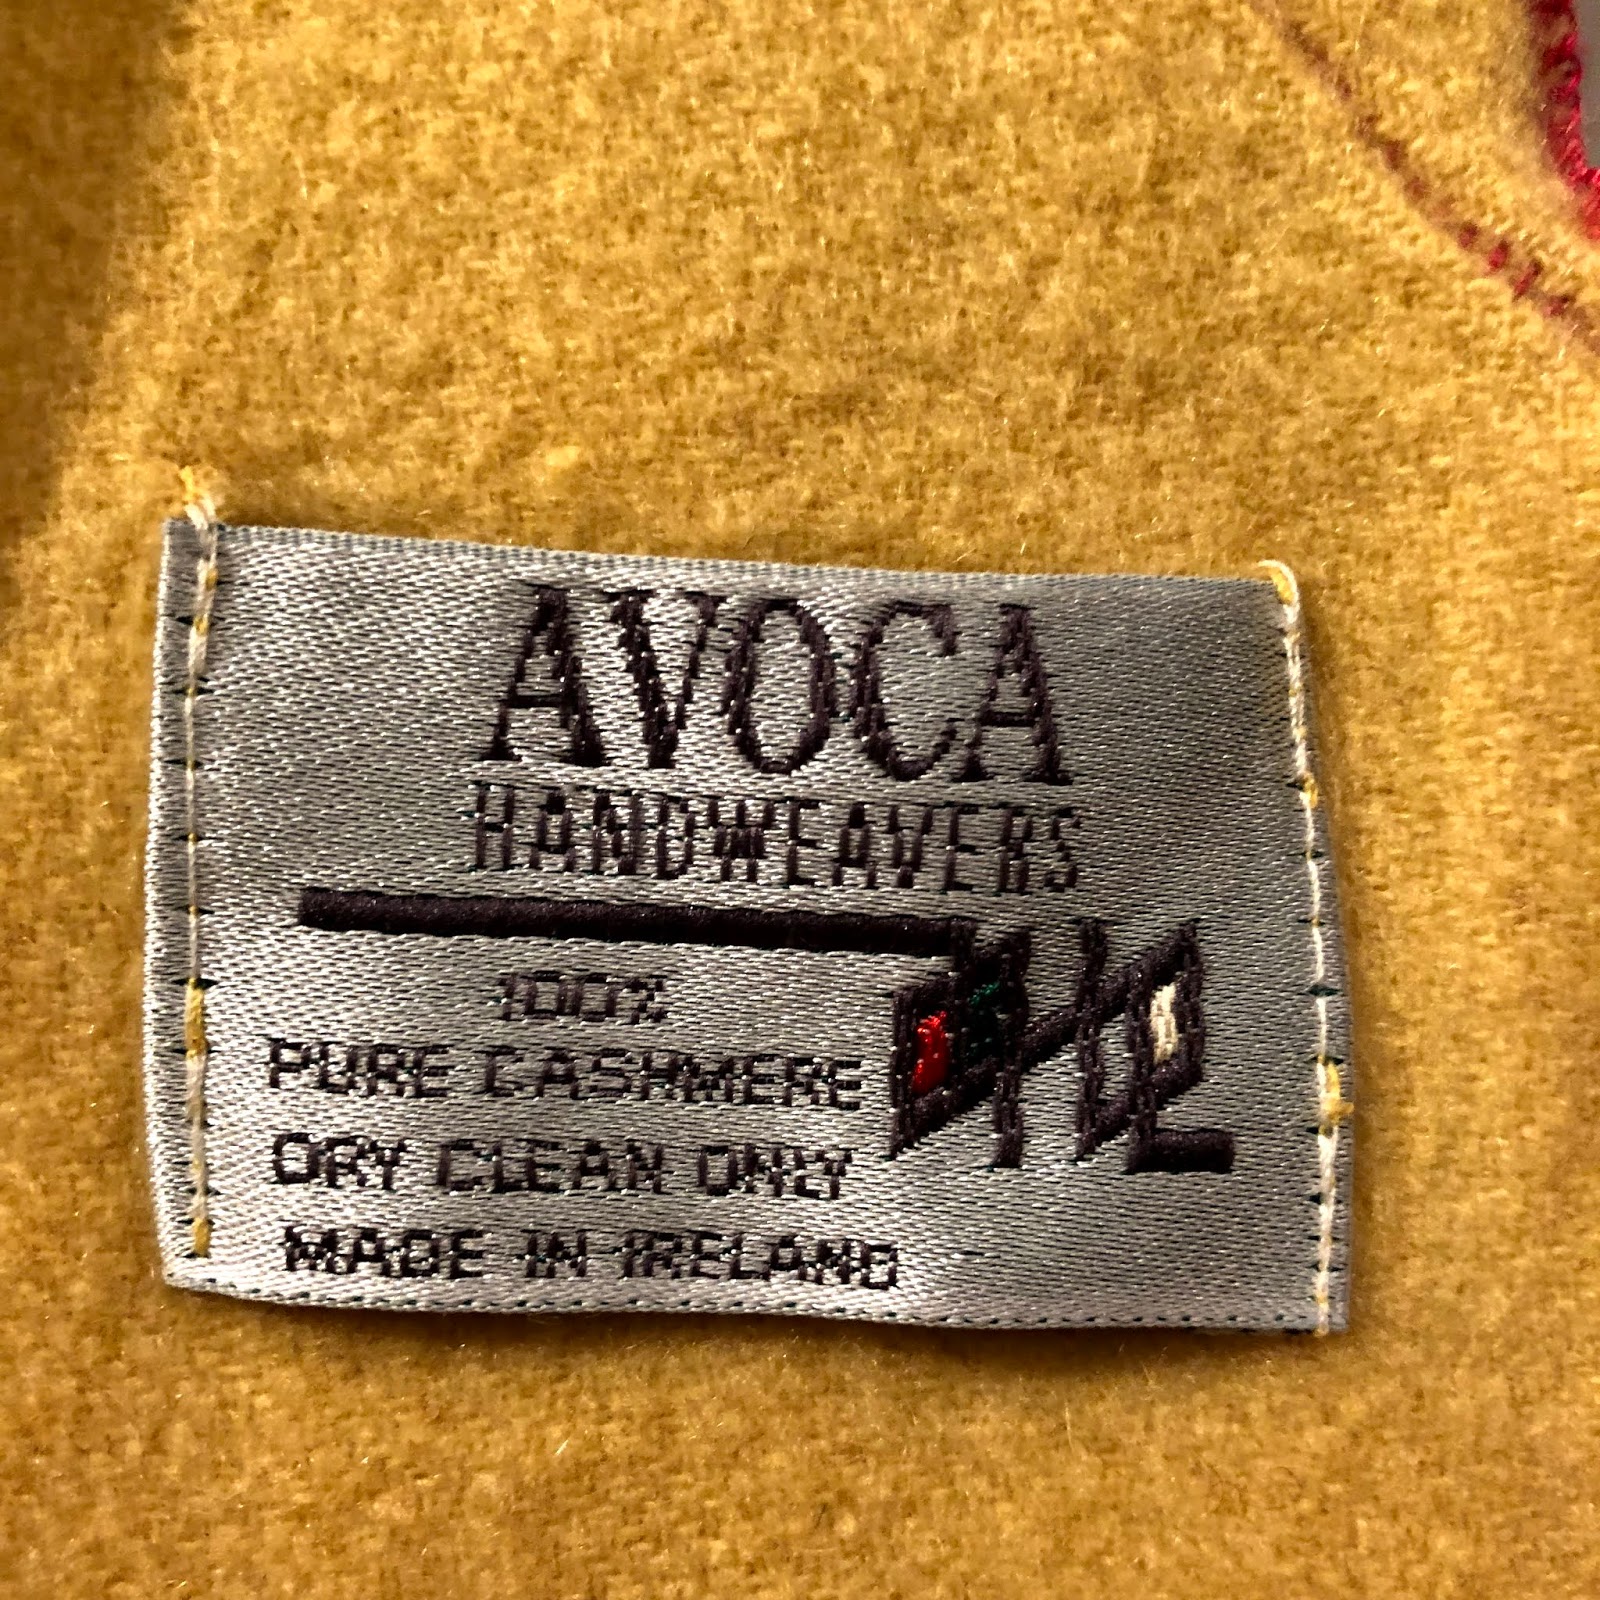 AVOCA
HANDWEAVERS
100%
PURE CASHMERE
DRY CLEAN ONLY
MADE IN IRELAND